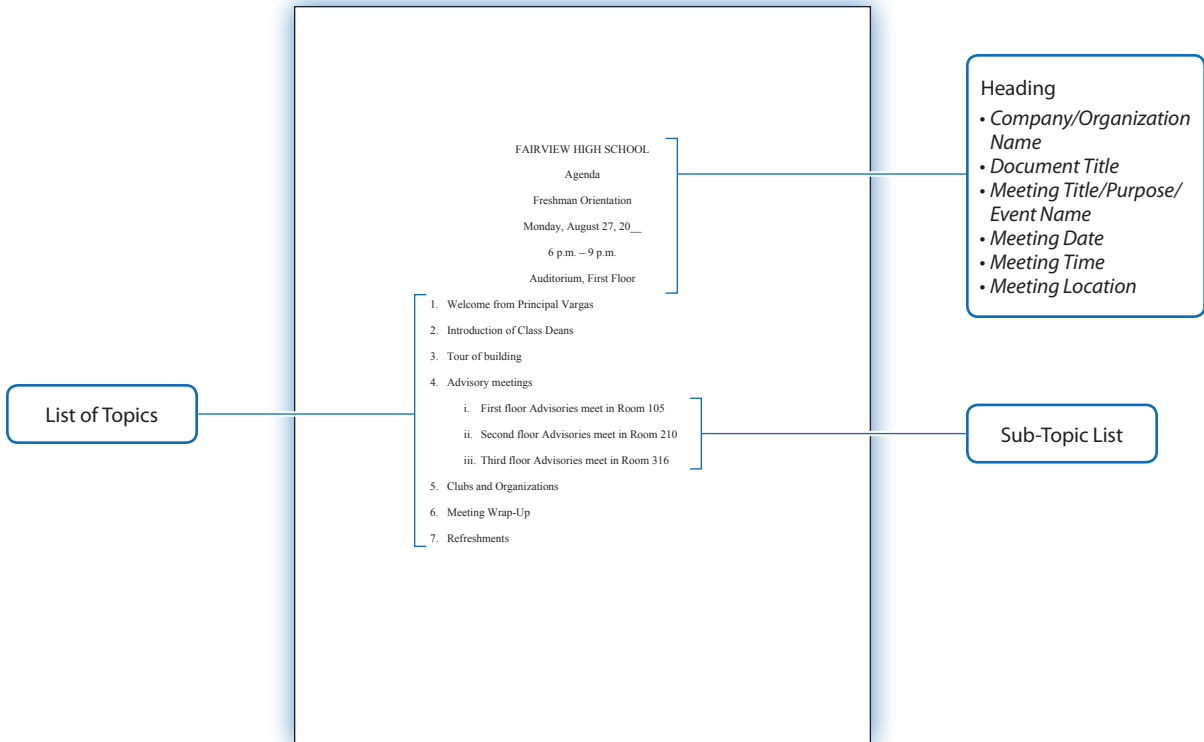 FAIRVIEW HIGH SCHOOL
Agenda
Freshman Orientation
Monday, August 27, 20__
6 p.m. – 9 p.m.
Auditorium, First Floor
1. Welcome from Principal Vargas
2. Introduction of Class Deans
3. Tour of building
4. Advisory meetings
i. First floor Advisories meet in Room 105
ii. Second floor Advisories meet in Room 210
iii. Third floor Advisories meet in Room 316
5. Clubs and Organizations
6. Meeting Wrap-Up
7. Refreshments
List of Topics
Heading
• Company/Organization
Name
• Document Title
• Meeting Title/Purpose/
Event Name
• Meeting Date
• Meeting Time
• Meeting Location
Sub-Topic List